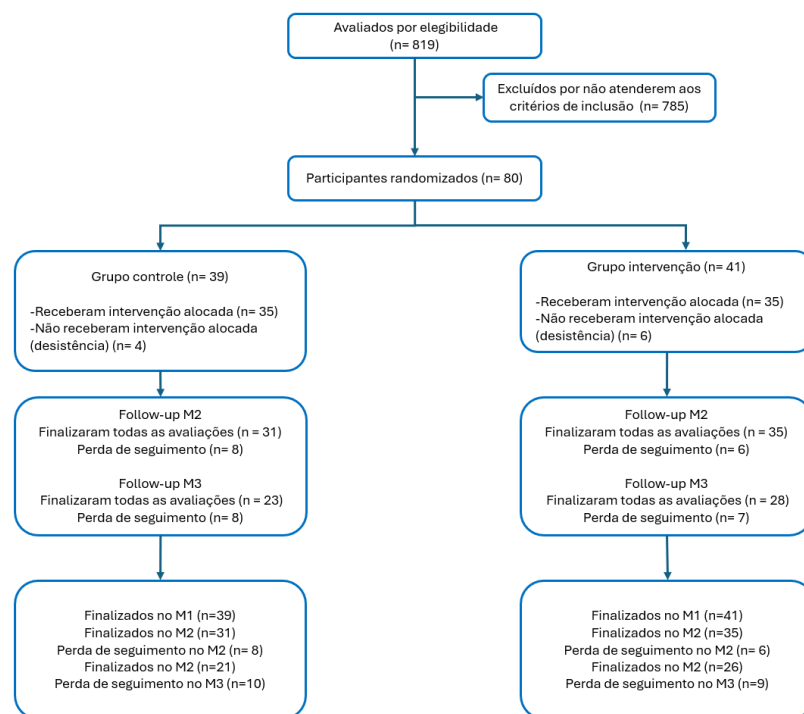 Avaliados por elegibilidade
(n= 819)
Excluídos por não atenderem aos
critérios de inclusão  (n= 785)
Participantes randomizados (n= 80)
Grupo controle (n= 39)
-Receberam intervenção alocada (n= 35)
-Não receberam intervenção alocada
(desistência) (n= 4)
Grupo intervenção (n= 41)
-Receberam intervenção alocada (n= 35)
-Não receberam intervenção alocada
(desistência) (n= 6)
Follow-up M2
Finalizaram todas as avaliações (n = 31)
Perda de seguimento (n= 8)
Follow-up M3
Finalizaram todas as avaliações (n = 23)
Perda de seguimento (n= 8)
Follow-up M2
Finalizaram todas as avaliações (n = 35)
Perda de seguimento (n= 6)
Follow-up M3
Finalizaram todas as avaliações (n = 28)
Perda de seguimento (n= 7)
Finalizados no M1 (n=39)
Finalizados no M2 (n=31)
Perda de seguimento no M2 (n= 8)
Finalizados no M2 (n=21)
Perda de seguimento no M3 (n=10)
Finalizados no M1 (n=41)
Finalizados no M2 (n=35)
Perda de seguimento no M2 (n= 6)
Finalizados no M2 (n=26)
Perda de seguimento no M3 (n=9)